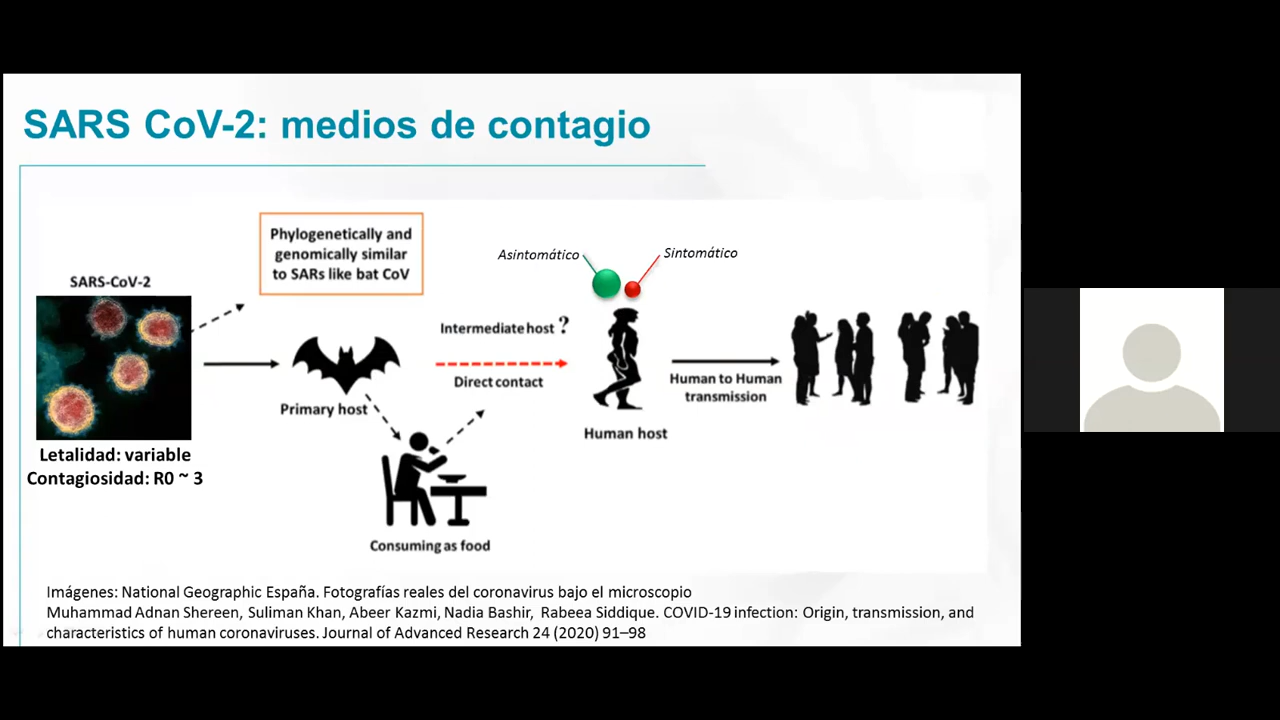 SARS CoV-2: medios de contagio
Phylogenetically and
genomically similar
to SARs like bat CoV
Asintomático
Sintomático
SARS-CoV-2
Intermediate host ?
Direct contact
Primary host
Human to Human
transmission
Human host
Letalidad: variable
Contagiosidad: R0 ~ 3
Consuming as food
Imágenes: National Geographic España. Fotografías reales del coronavirus bajo el microscopio
Muhammad Adnan Shereen, Suliman Khan, Abeer Kazmi, Nadia Bashir, Rabeea Siddique. COVID-19 infection: Origin, transmission, and
characteristics of human coronaviruses. Journal of Advanced Research 24 (2020) 91–98